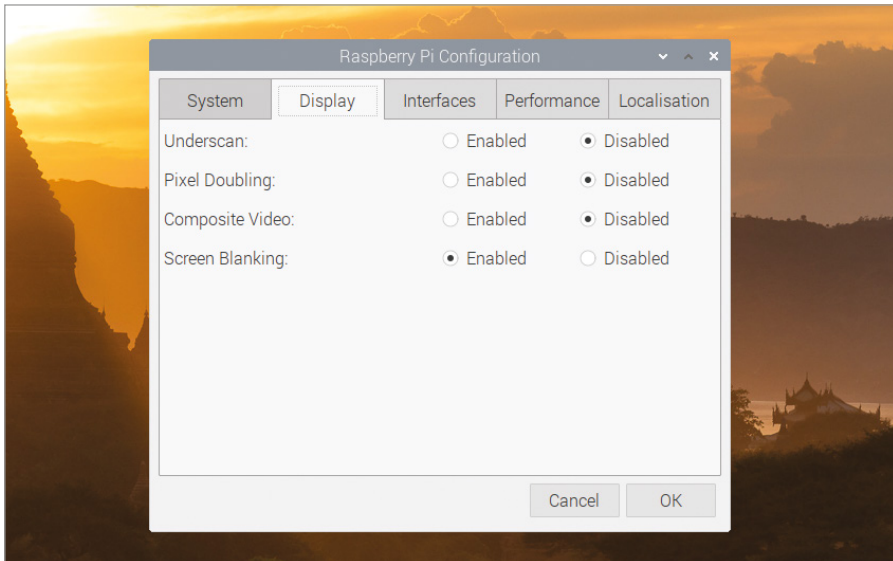 Raspberry Pi Configuration
System Display Interfaces Performance Localisation
Underscan: Enabled Disabled
Pixel Doubling: Enabled Disabled
Composite Video: Enabled Disabled
Screen Blanking: Enabled Disabled
Cancel OK